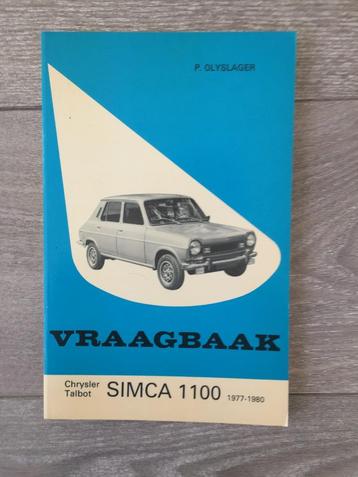 P. OLYSLAGER
VRAAGBAAK
Chrysler
Talbot
SIMCA 1100 1977-1980